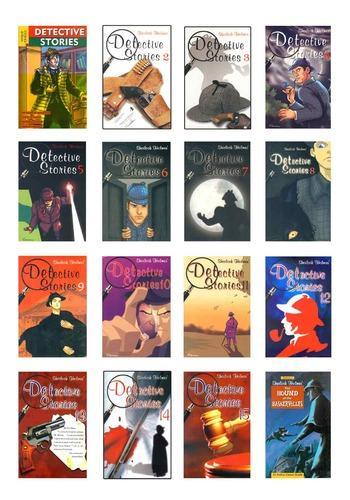 DETECTIVE
STORIES
Sherlock Holmes'
Detective
Stories 2
Sherlock Holmes'
Detective
Stories 3
Sherlock Holmes'
Detective
Stories
Sherlock Holmes'
Detective
Stories 5
Sherlock Holmes'
Detective
Stories 6
Sherlock Holmes'
Detective
Stories 7
Sherlock Holmes'
Detective
Stories 8
Sherlock Holmes'
Detective
Stories 9
Sherlock Holmes'
Detective
Stories 10
Sherlock Holmes'
Detective
Stories 11
Sherlock Holmes'
Detective
Stories 12
Sherlock Holmes'
Detective
Stories 13
Sherlock Holmes'
Detective
Stories 14
Sherlock Holmes'
Detective
Stories 15
Sherlock Holmes'
The
HOUND
of the
BASKERVILLES